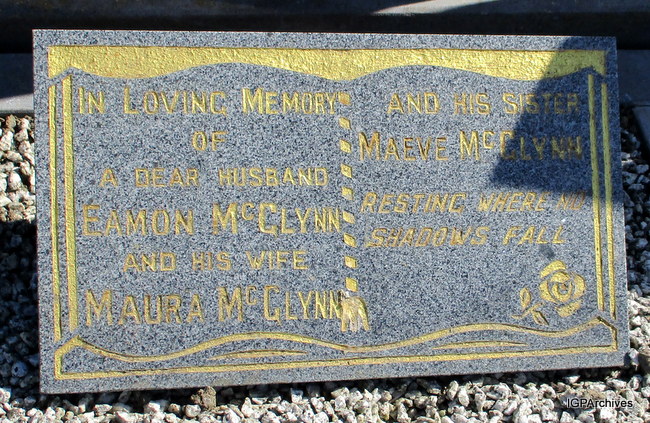 IN LOVING MEMORY
OF
A DEAR HUSBAND
EAMON McGLYNN
AND HIS WIFE
MAURA McGLYNN
AND HIS SISTER
MAEVE McGLYNN
RESTING WHERE NO
SHADOWS FALL
IGPArchives